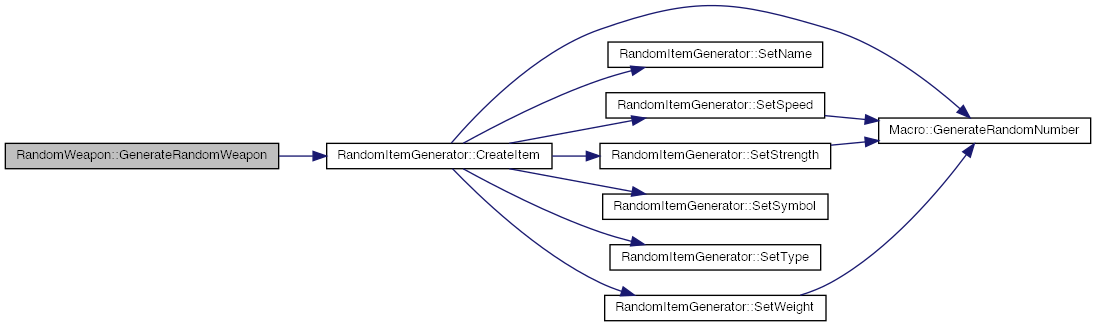 RandomWeapon::GenerateRandomWeapon
RandomItemGenerator::CreateItem
RandomItemGenerator::SetName
RandomItemGenerator::SetSpeed
RandomItemGenerator::SetStrength
RandomItemGenerator::SetSymbol
RandomItemGenerator::SetType
RandomItemGenerator::SetWeight
Macro::GenerateRandomNumber